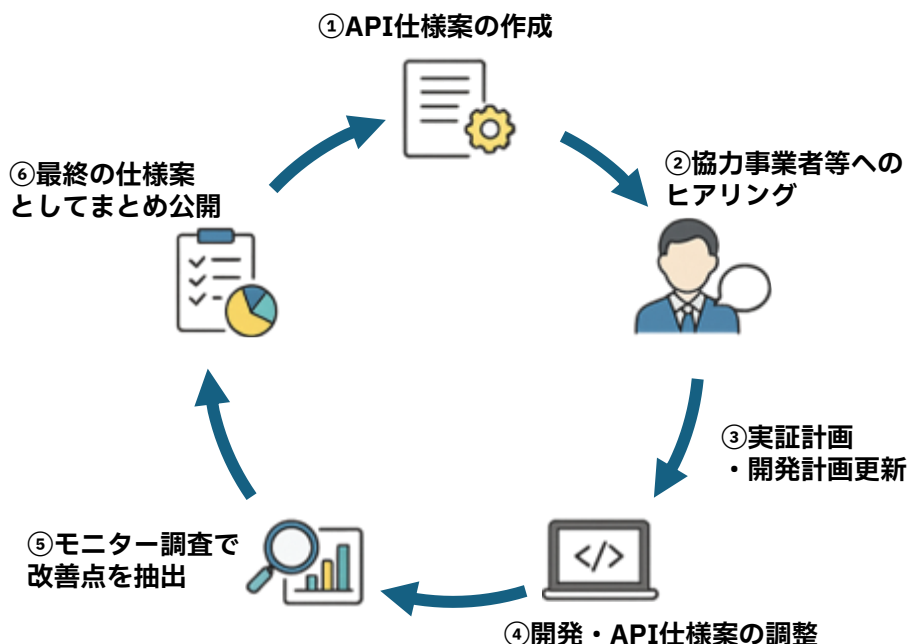 ①API仕様案の作成
②協力事業者等への
ヒアリング
③実証計画
・開発計画更新
</>
④開発・API仕様案の調整
⑤モニター調査で
改善点を抽出
⑥最終の仕様案
としてまとめ公開